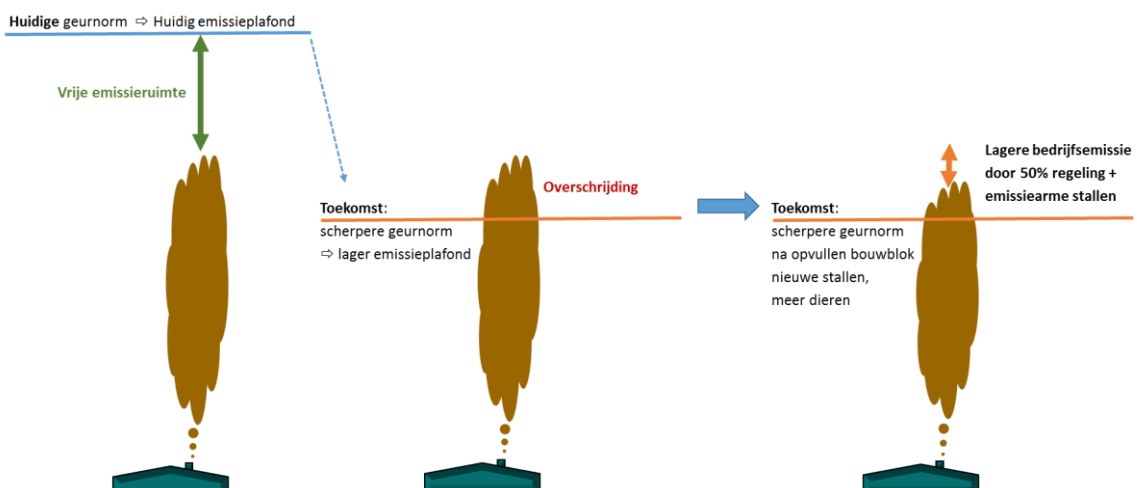 Huidige geurnorm ⇨ Huidig emissieplafond
Vrije emissieruimte
Overschrijding
Toekomst:
scherpere geurnorm
⇨ lager emissieplafond
Lagere bedrijfsemissie
door 50% regeling +
emissiearme stallen
Toekomst:
scherpere geurnorm
na opvullen bouwblok
nieuwe stallen,
meer dieren